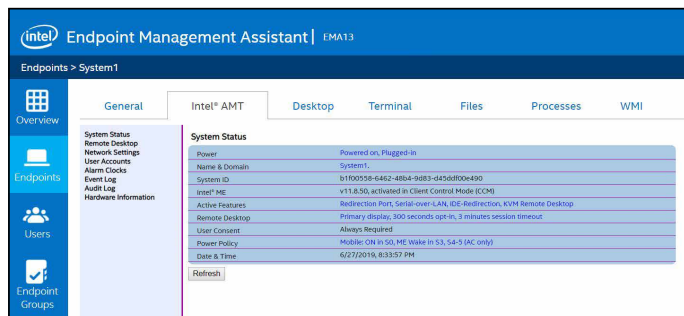 intel Endpoint Management Assistant | EMA13
Endpoints > System1
Overview
Endpoints
Users
Endpoint
Groups
General Intel® AMT Desktop Terminal Files Processes WMI
System Status
Remote Desktop
Network Settings
User Accounts
Alarm Clocks
Event Log
Audit Log
Hardware Information
System Status
Power Powered on, Plugged-in
Name & Domain System1.
System ID b1f00558-6462-48b4-9d83-d45ddf00e490
Intel® ME v11.8.50, activated in Client Control Mode (CCM)
Active Features Redirection Port, Serial-over-LAN, IDE-Redirection, KVM Remote Desktop
Remote Desktop Primary display, 300 seconds opt-in, 3 minutes session timeout
User Consent Always Required
Power Policy Mobile: ON in S0, ME Wake in S3, S4-5 (AC only)
Date & Time 6/27/2019, 8:33:57 PM
Refresh